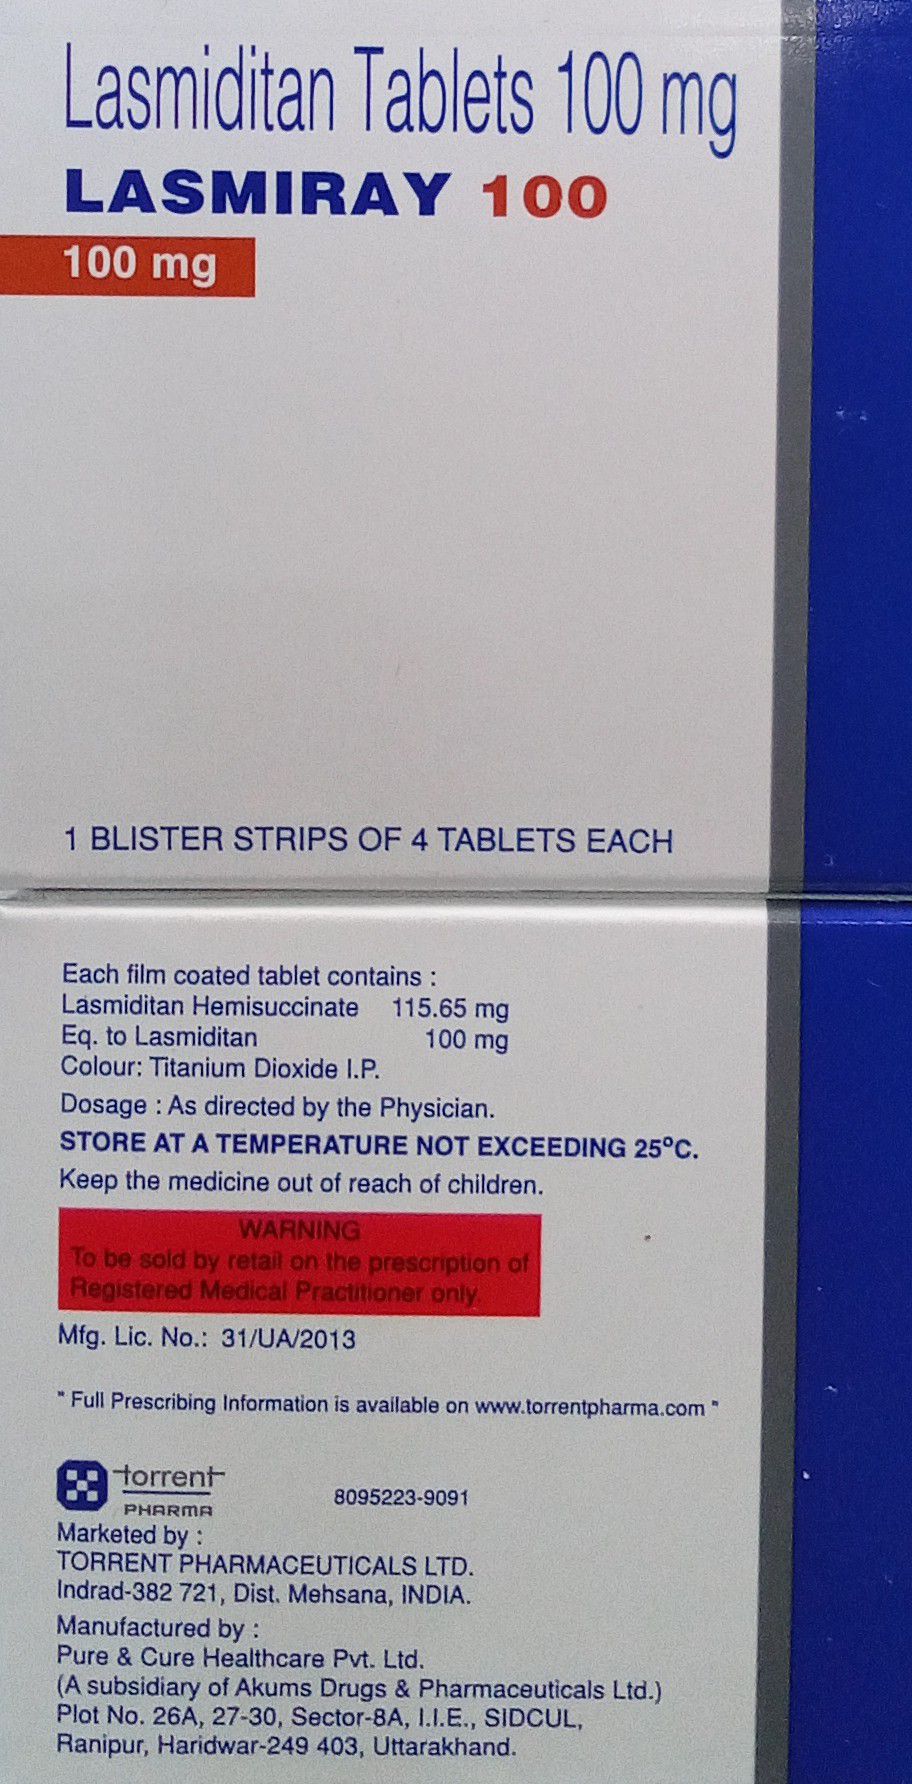 Lasmiditan Tablets 100 mg
LASMIRAY 100
100 mg
1 BLISTER STRIPS OF 4 TABLETS EACH
Each film coated tablet contains :
Lasmiditan Hemisuccinate 115.65 mg
Eq. to Lasmiditan 100 mg
Colour: Titanium Dioxide I.P.
Dosage : As directed by the Physician.
STORE AT A TEMPERATURE NOT EXCEEDING 25ºC.
Keep the medicine out of reach of children.
WARNING
To be sold by retail on the prescription of
Registered Medical Practitioner only.
Mfg. Lic. No.: 31/UA/2013
" Full Prescribing Information is available on www.torrentpharma.com "
torrent
PHARMA
8095223-9091
Marketed by :
TORRENT PHARMACEUTICALS LTD.
Indrad-382 721, Dist. Mehsana, INDIA.
Manufactured by :
Pure & Cure Healthcare Pvt. Ltd.
(A subsidiary of Akums Drugs & Pharmaceuticals Ltd.)
Plot No. 26A, 27-30, Sector-8A, I.I.E., SIDCUL,
Ranipur, Haridwar-249 403, Uttarakhand.